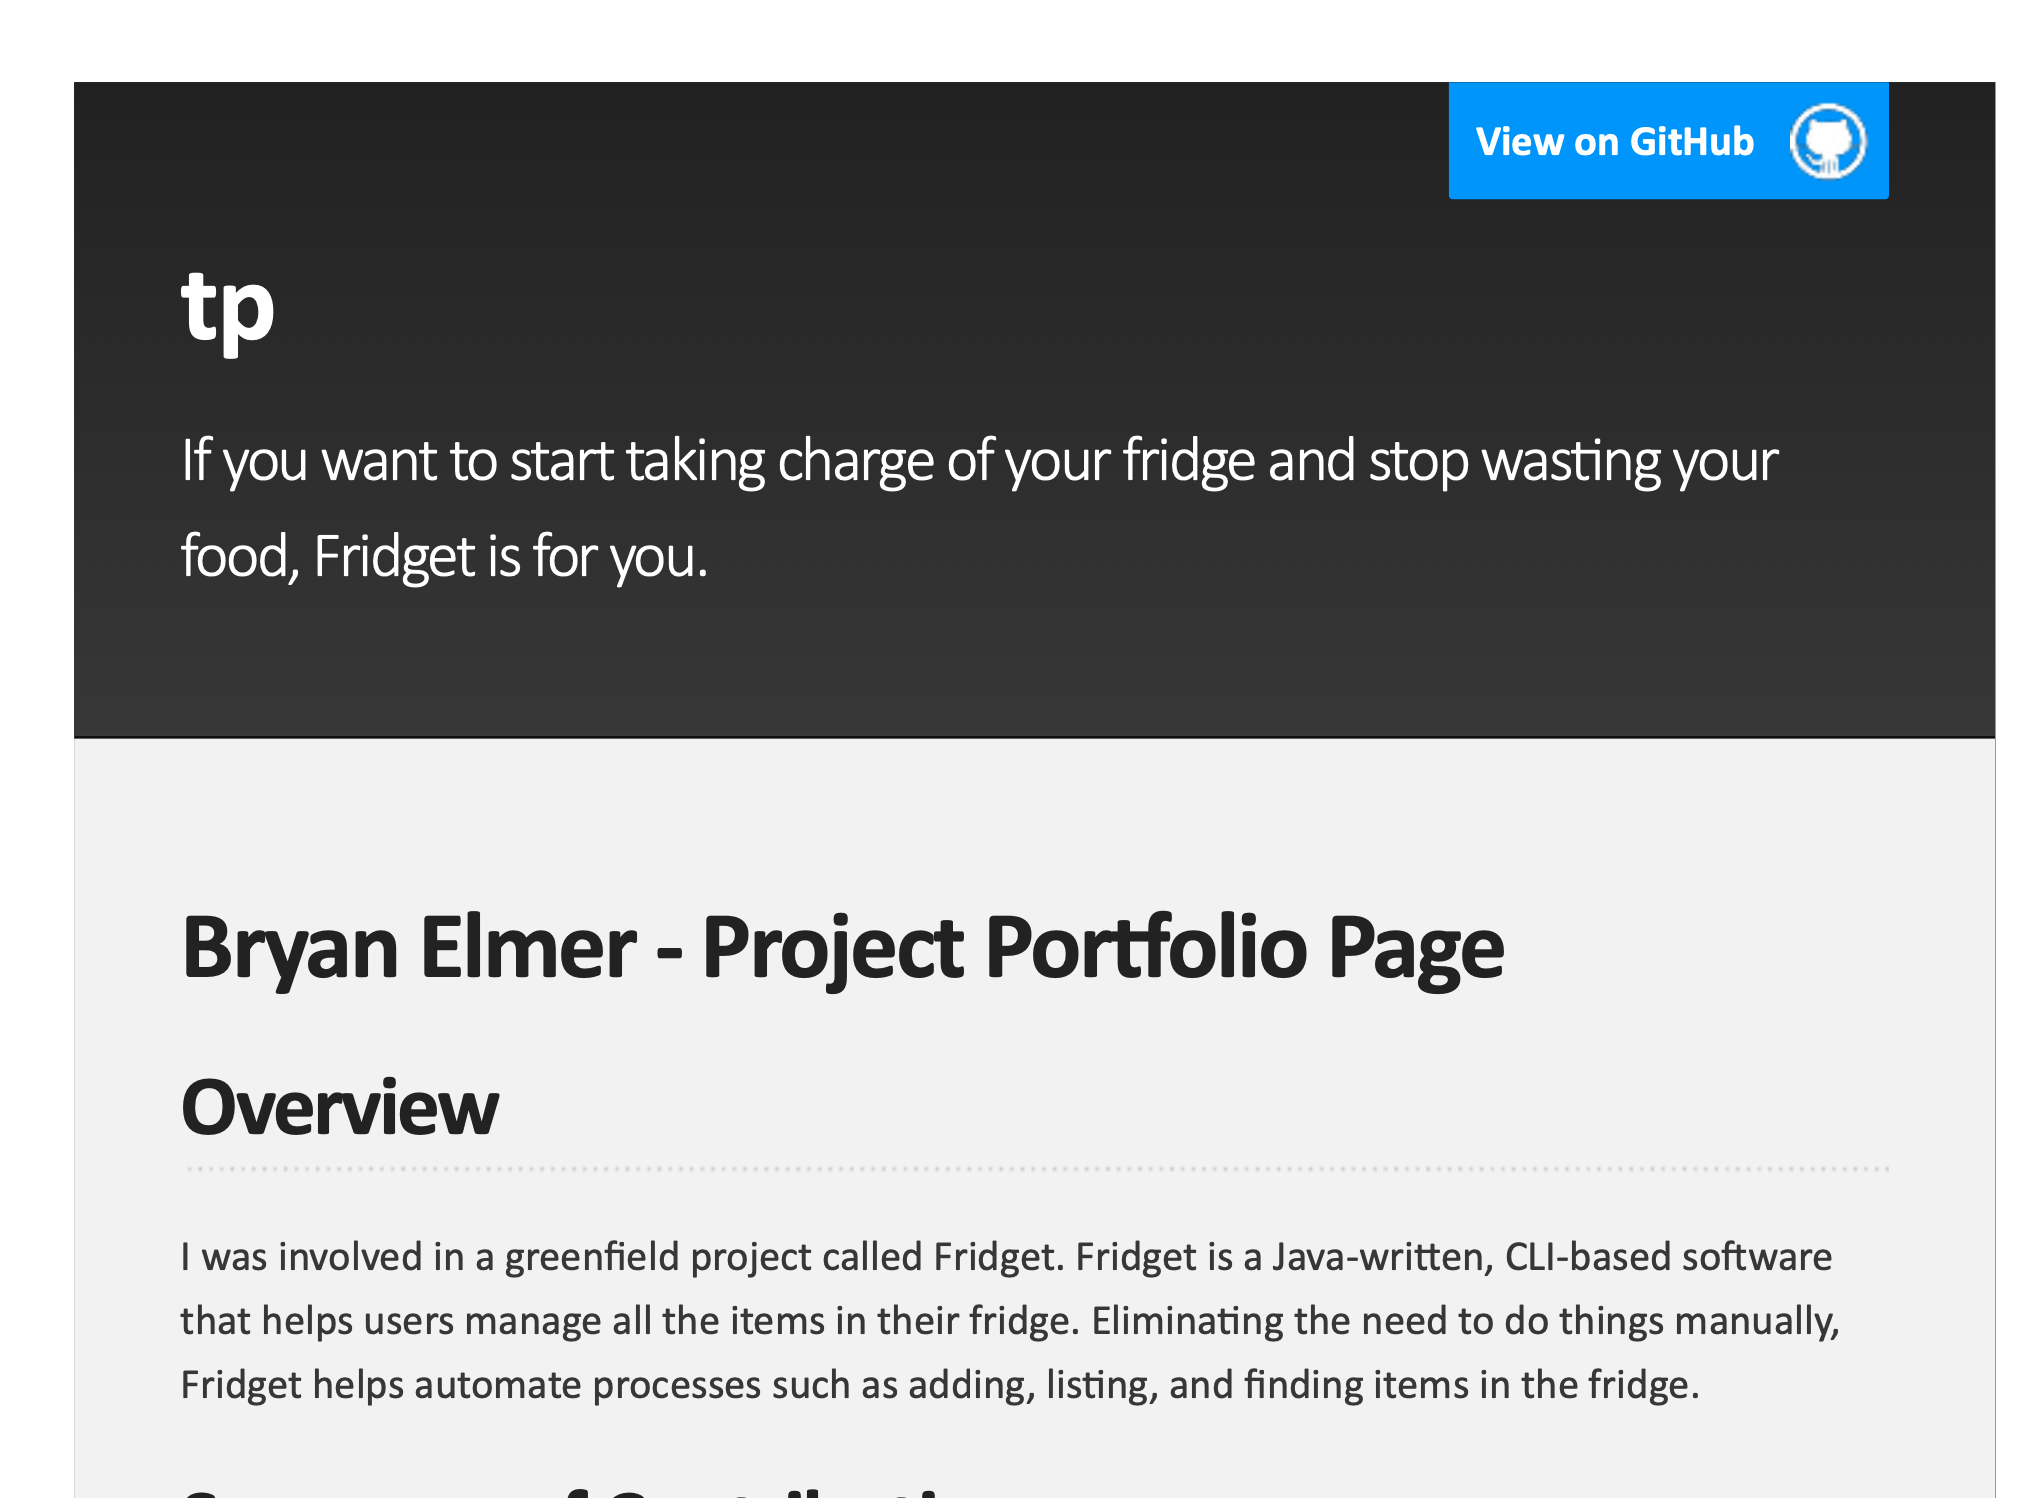 View on GitHub
tp
If you want to start taking charge of your fridge and stop wasting your
food, Fridget is for you.
Bryan Elmer - Project Portfolio Page
Overview
I was involved in a greenfield project called Fridget. Fridget is a Java-written, CLI-based software
that helps users manage all the items in their fridge. Eliminating the need to do things manually,
Fridget helps automate processes such as adding, listing, and finding items in the fridge.